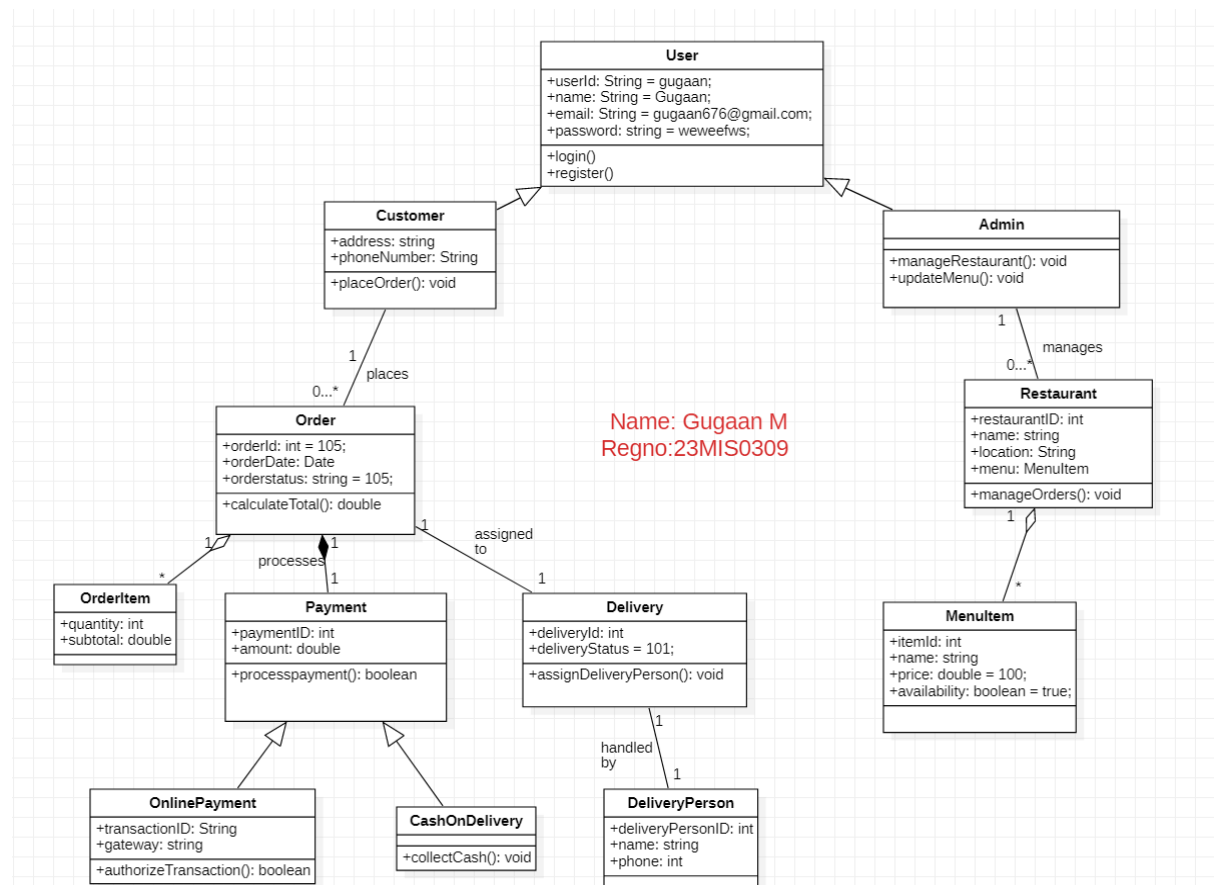 User
+userId: String = gugaan;
+name: String = Gugaan;
+email: String = gugaan676@gmail.com;
+password: string = weweefws;
+login()
+register()
Customer
+address: string
+phoneNumber: String
+placeOrder(): void
Admin
+manageRestaurant(): void
+updateMenu(): void
1
places
0...*
1
manages
0...*
Order
+orderId: int = 105;
+orderDate: Date
+orderstatus: string = 105;
+calculateTotal(): double
Name: Gugaan M
Regno:23MIS0309
Restaurant
+restaurantID: int
+name: string
+location: String
+menu: MenuItem
+manageOrders(): void
1
*
1
processes
1
1
assigned
to
1
1
*
OrderItem
+quantity: int
+subtotal: double
Payment
+paymentID: int
+amount: double
+processpayment(): boolean
Delivery
+deliveryId: int
+deliveryStatus = 101;
+assignDeliveryPerson(): void
MenuItem
+itemId: int
+name: string
+price: double = 100;
+availability: boolean = true;
1
handled
by
1
OnlinePayment
+transactionID: String
+gateway: string
+authorizeTransaction(): boolean
CashOnDelivery
+collectCash(): void
DeliveryPerson
+deliveryPersonID: int
+name: string
+phone: int